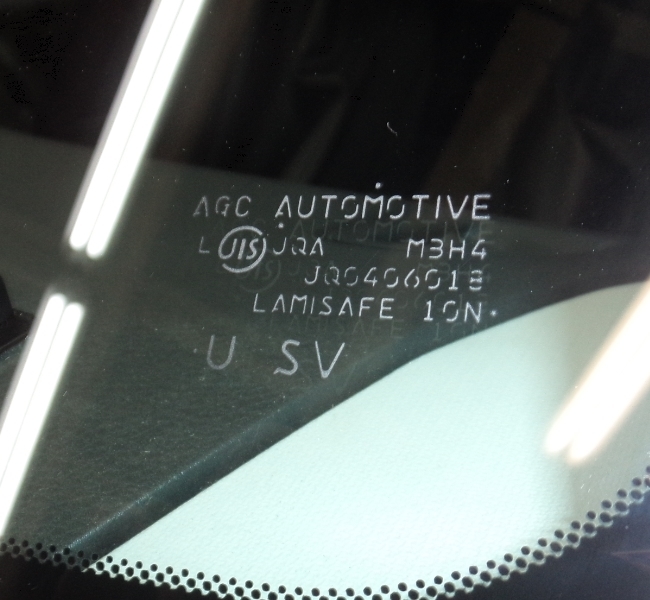 AGC AUTOMOTIVE
L JIS JQA M3H4
JQ0406018
LAMISAFE 10N
U SV